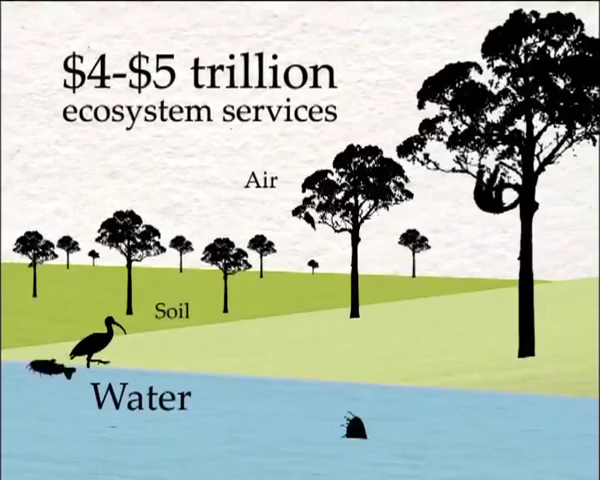 $4-$5 trillion
ecosystem services
Air
Soil
Water